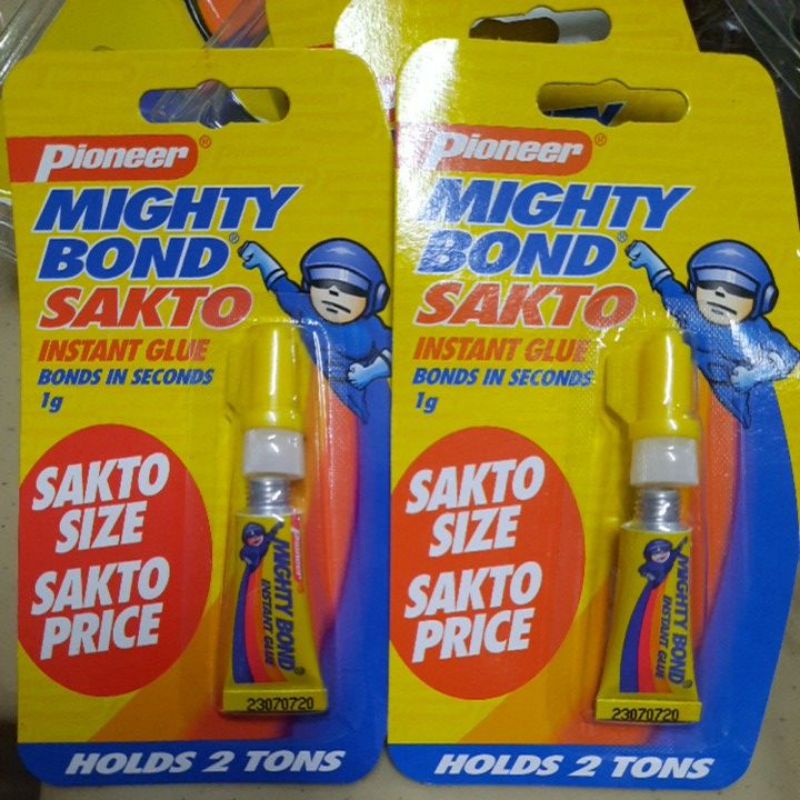 Pioneer®
MIGHTY
BOND®
SAKTO
INSTANT GLUE
BONDS IN SECONDS
1g
SAKTO
SIZE
SAKTO
PRICE
Pioneer
MIGHTY BOND®
INSTANT GLUE
23070720
HOLDS 2 TONS
Pioneer®
MIGHTY
BOND®
SAKTO
INSTANT GLUE
BONDS IN SECONDS
1g
SAKTO
SIZE
SAKTO
PRICE
MIGHTY BOND®
INSTANT GLUE
23070720
HOLDS 2 TONS